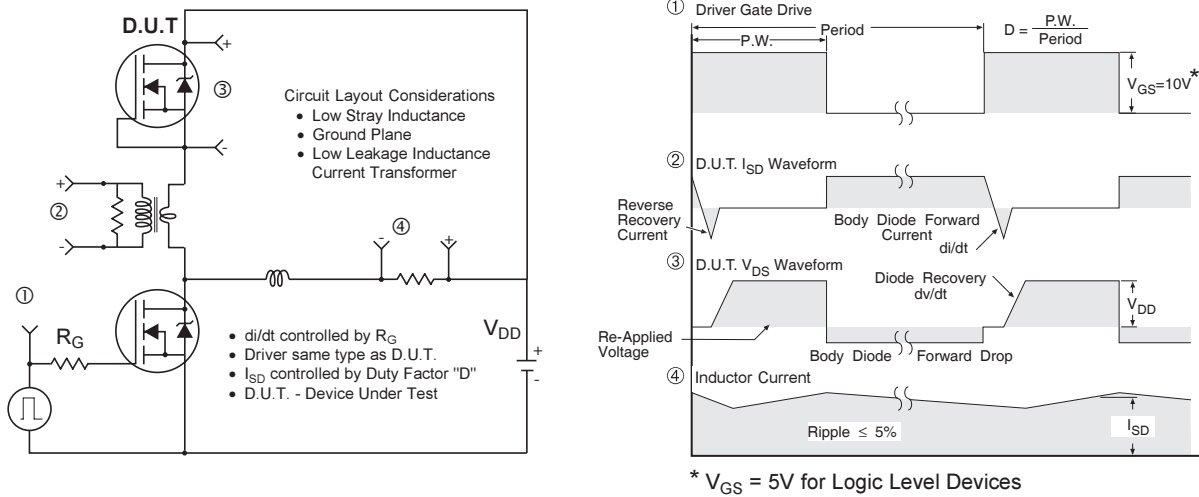 D.U.T
+
③
-
Circuit Layout Considerations
• Low Stray Inductance
• Ground Plane
• Low Leakage Inductance
Current Transformer
+
②
-
④
- +
①
R_G
V_DD
+
-
• di/dt controlled by R_G
• Driver same type as D.U.T.
• I_SD controlled by Duty Factor "D"
• D.U.T. - Device Under Test
① Driver Gate Drive
P.W.
Period
D = P.W.
Period
V_GS=10V*
② D.U.T. I_SD Waveform
Reverse
Recovery
Current
Body Diode Forward
Current
di/dt
③ D.U.T. V_DS Waveform
Diode Recovery
dv/dt
V_DD
Re-Applied
Voltage
Body Diode Forward Drop
④ Inductor Current
Ripple ≤ 5%
I_SD
* V_GS = 5V for Logic Level Devices